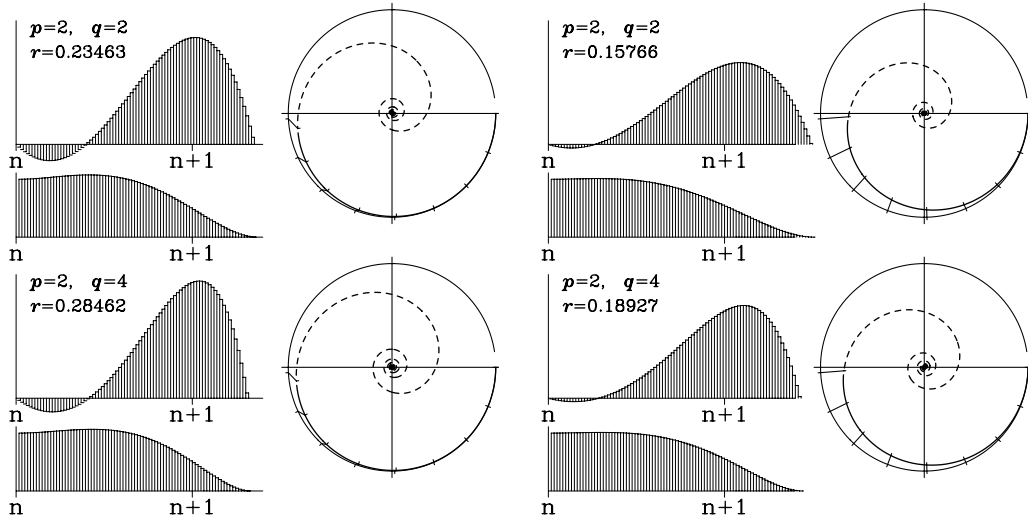 p=2, q=2
r=0.23463
n n+1
n n+1
p=2, q=2
r=0.15766
n n+1
n n+1
p=2, q=4
r=0.28462
n n+1
n n+1
p=2, q=4
r=0.18927
n n+1
n n+1